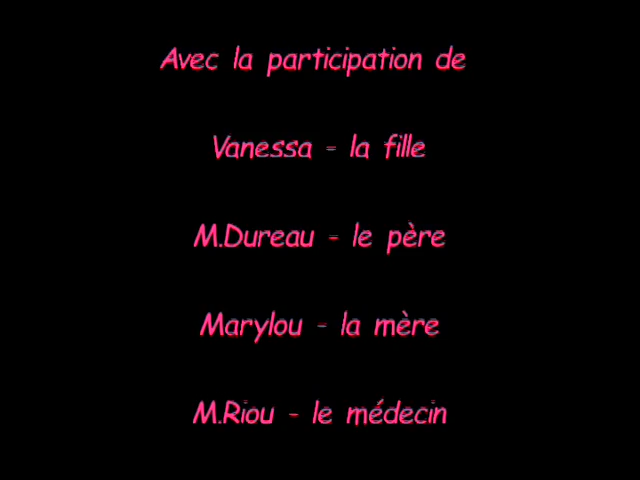 Avec la participation de
Vanessa - la fille
M.Dureau - le père
Marylou - la mère
M.Riou - le médecin